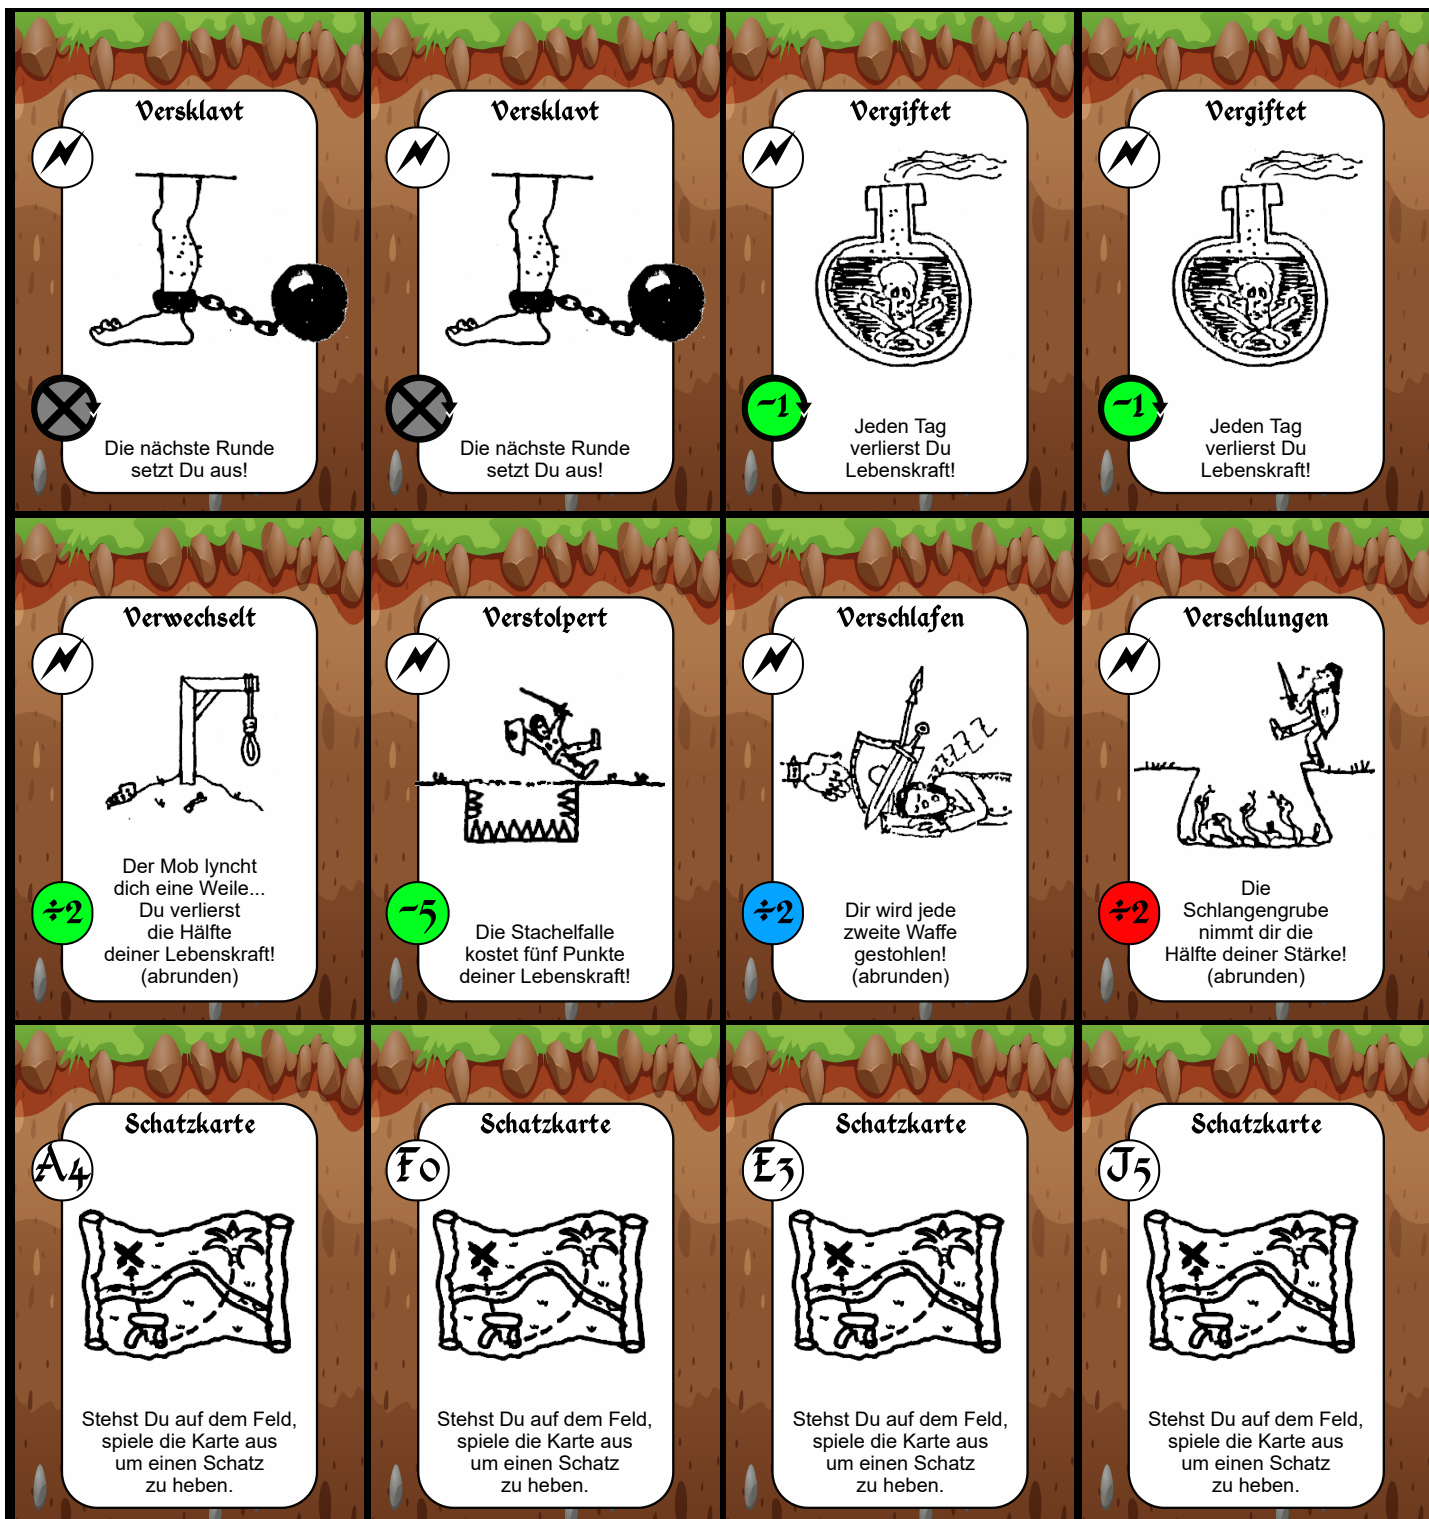 Versklavt
Die nächste Runde
setzt Du aus!
Versklavt
Die nächste Runde
setzt Du aus!
Vergiftet
-1
Jeden Tag
verlierst Du
Lebenskraft!
Vergiftet
-1
Jeden Tag
verlierst Du
Lebenskraft!
Verwechselt
÷2
Der Mob lyncht
dich eine Weile...
Du verlierst
die Hälfte
deiner Lebenskraft!
(abrunden)
Verstolpert
-5
Die Stachelfalle
kostet fünf Punkte
deiner Lebenskraft!
Verschlafen
zzZZZZZ
÷2
Dir wird jede
zweite Waffe
gestohlen!
(abrunden)
Verschlungen
÷2
Die
Schlangengrube
nimmt dir die
Hälfte deiner Stärke!
(abrunden)
Schatzkarte
A4
Stehst Du auf dem Feld,
spiele die Karte aus
um einen Schatz
zu heben.
Schatzkarte
F0
Stehst Du auf dem Feld,
spiele die Karte aus
um einen Schatz
zu heben.
Schatzkarte
E3
Stehst Du auf dem Feld,
spiele die Karte aus
um einen Schatz
zu heben.
Schatzkarte
J5
Stehst Du auf dem Feld,
spiele die Karte aus
um einen Schatz
zu heben.